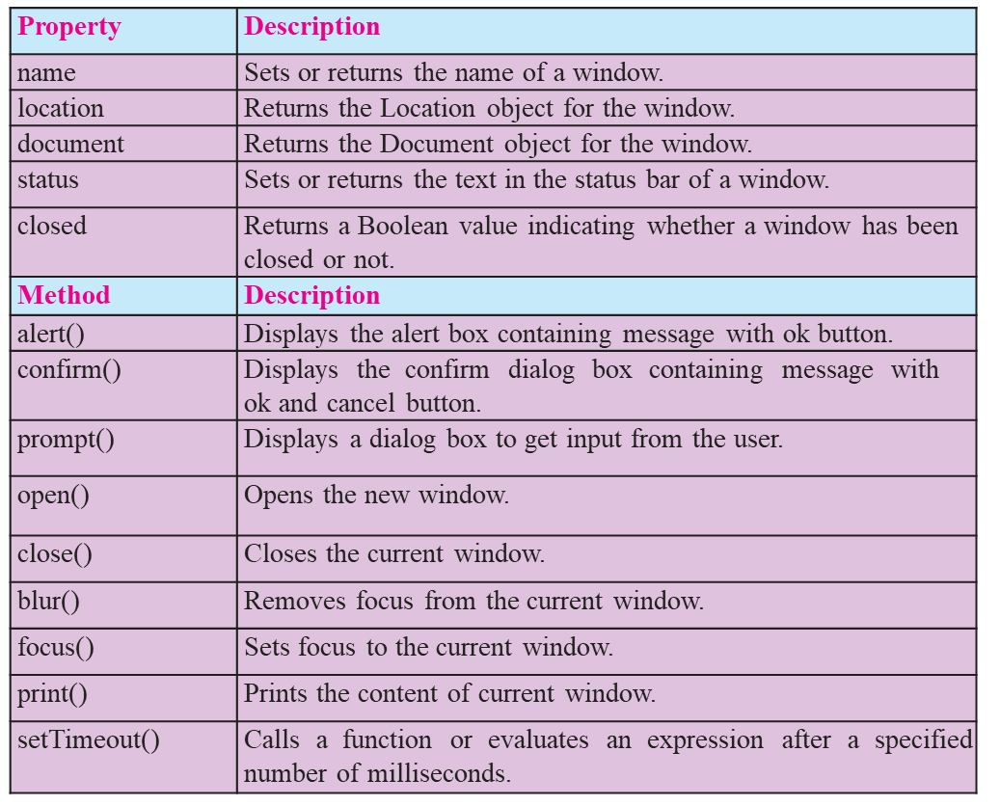 Property Description
name Sets or returns the name of a window.
location Returns the Location object for the window.
document Returns the Document object for the window.
status Sets or returns the text in the status bar of a window.
closed Returns a Boolean value indicating whether a window has been
closed or not.
Method Description
alert() Displays the alert box containing message with ok button.
confirm() Displays the confirm dialog box containing message with
ok and cancel button.
prompt() Displays a dialog box to get input from the user.
open() Opens the new window.
close() Closes the current window.
blur() Removes focus from the current window.
focus() Sets focus to the current window.
print() Prints the content of current window.
setTimeout() Calls a function or evaluates an expression after a specified
number of milliseconds.